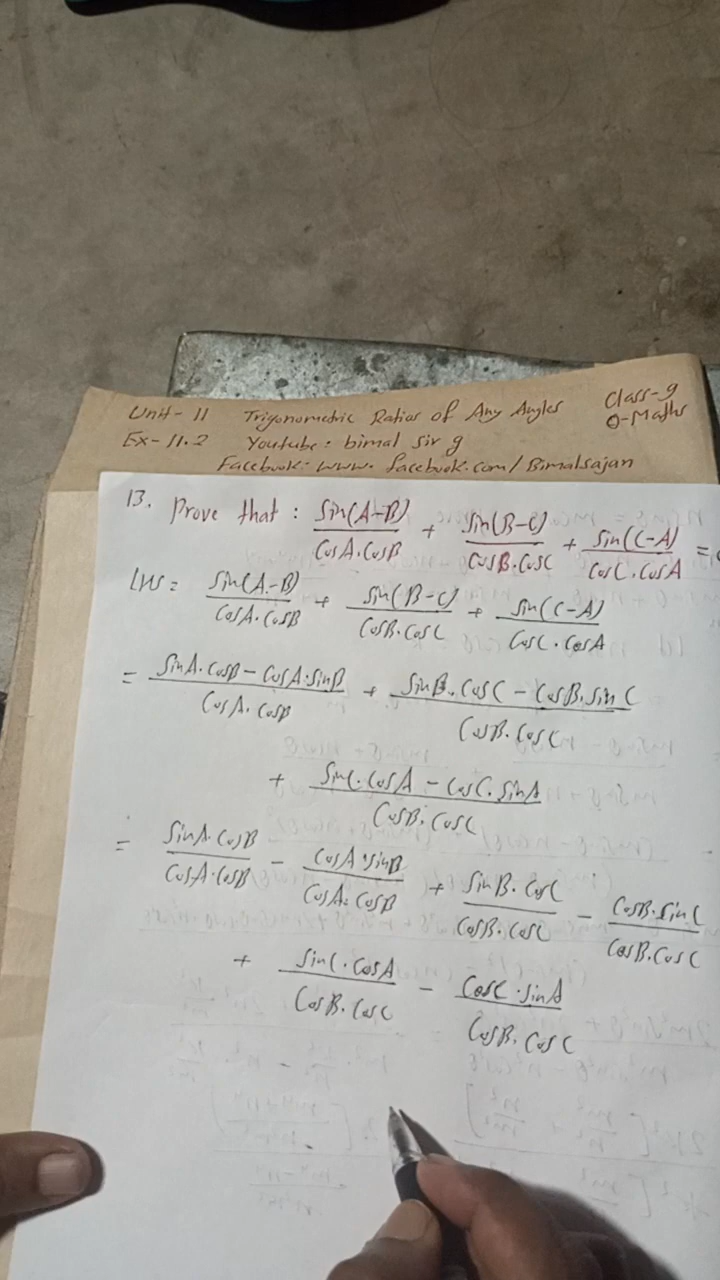 Unit-11 Trigonometric Ratios of Any Angles Class-9
Ex-11.2 Youtube: bimal sir g O-Maths
Facebook: www.facebook.com/Bimalsajan
13. Prove that : Sin(A-B)/CosA.CosB + Sin(B-C)/CosB.CosC + Sin(C-A)/CosC.CosA =
LHS = Sin(A-B)/CosA.CosB + Sin(B-C)/CosB.CosC + Sin(C-A)/CosC.CosA
= SinA.CosB - CosA.SinB/CosA.CosB + SinB.CosC - CosB.SinC/CosB.CosC
+ SinC.CosA - CosC.SinA/CosB.CosC
= SinA.CosB/CosA.CosB - CosA.SinB/CosA.CosB + SinB.CosC/CosB.CosC - CosB.SinC/CosB.CosC
+ SinC.CosA/CosB.CosC - CosC.SinA/CosB.CosC